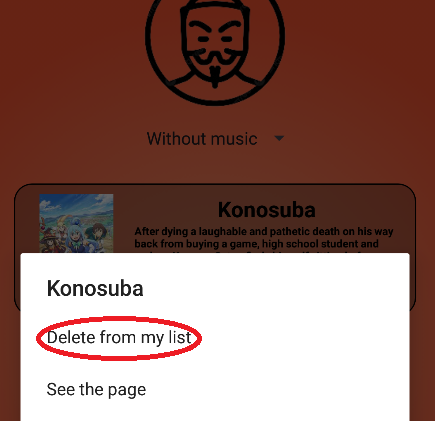 Without music
Konosuba
After dying a laughable and pathetic death on his way
back from buying a game, high school student and
Konosuba
Delete from my list
See the page